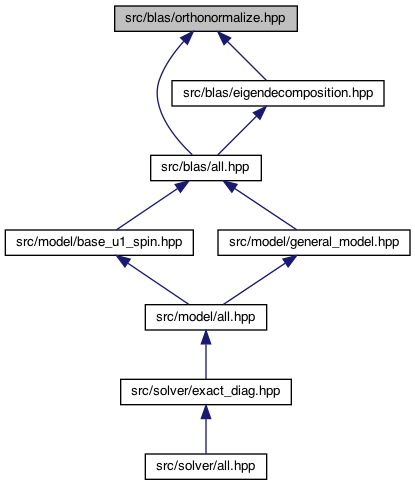 src/blas/orthonormalize.hpp
src/blas/eigendecomposition.hpp
src/blas/all.hpp
src/model/base_u1_spin.hpp
src/model/general_model.hpp
src/model/all.hpp
src/solver/exact_diag.hpp
src/solver/all.hpp